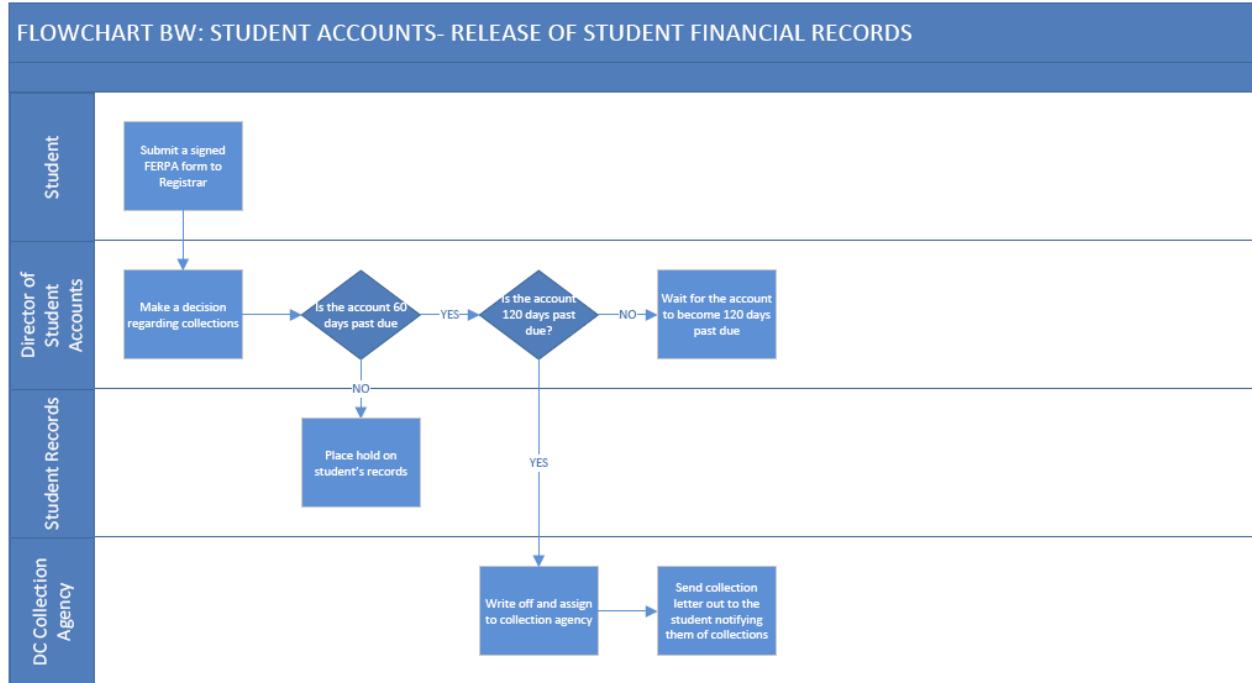 FLOWCHART BW: STUDENT ACCOUNTS- RELEASE OF STUDENT FINANCIAL RECORDS
Student
Submit a signed
FERPA form to
Registrar
Director of
Student
Accounts
Make a decision
regarding collections
Is the account 60
days past due
YES
Is the account
120 days past
due?
NO
Wait for the account
to become 120 days
past due
NO
Student Records
Place hold on
student's records
YES
DC Collection
Agency
Write off and assign
to collection agency
Send collection
letter out to the
student notifying
them of collections